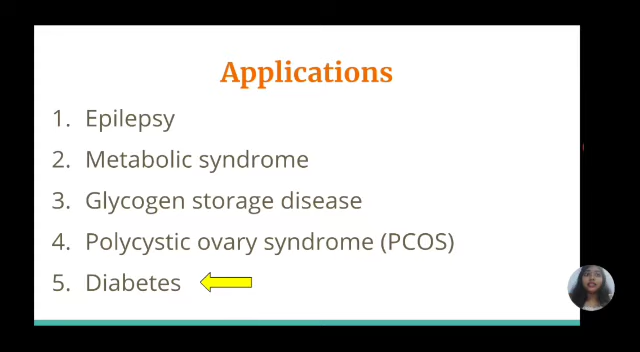 Applications
1. Epilepsy
2. Metabolic syndrome
3. Glycogen storage disease
4. Polycystic ovary syndrome (PCOS)
5. Diabetes